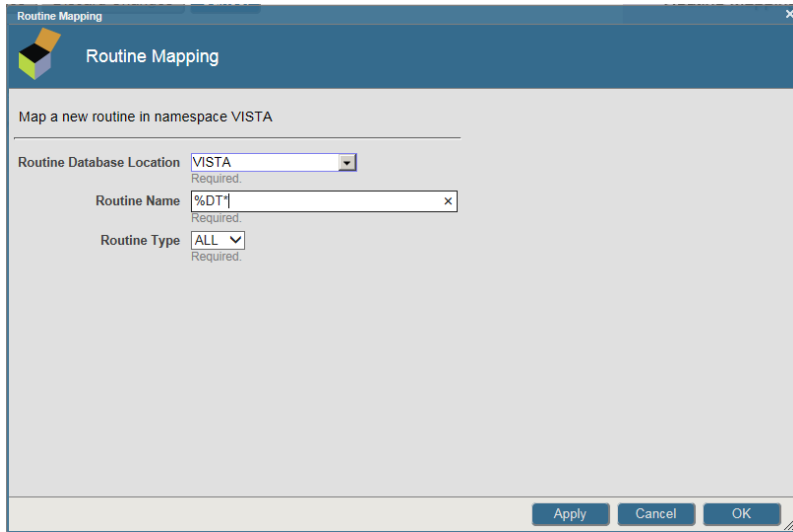 Routine Mapping
Routine Mapping
Map a new routine in namespace VISTA
Routine Database Location VISTA
Required.
Routine Name %DT*
Required.
Routine Type ALL
Required.
Apply Cancel OK